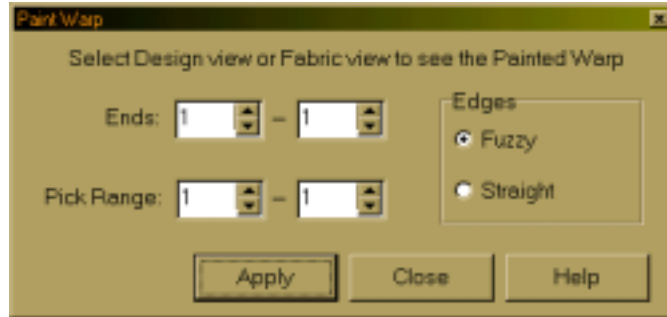 Paint Warp
Select Design view or Fabric view to see the Painted Warp
Ends: 1 – 1
Edges
Fuzzy
Pick Range: 1 – 1
Straight
Apply Close Help